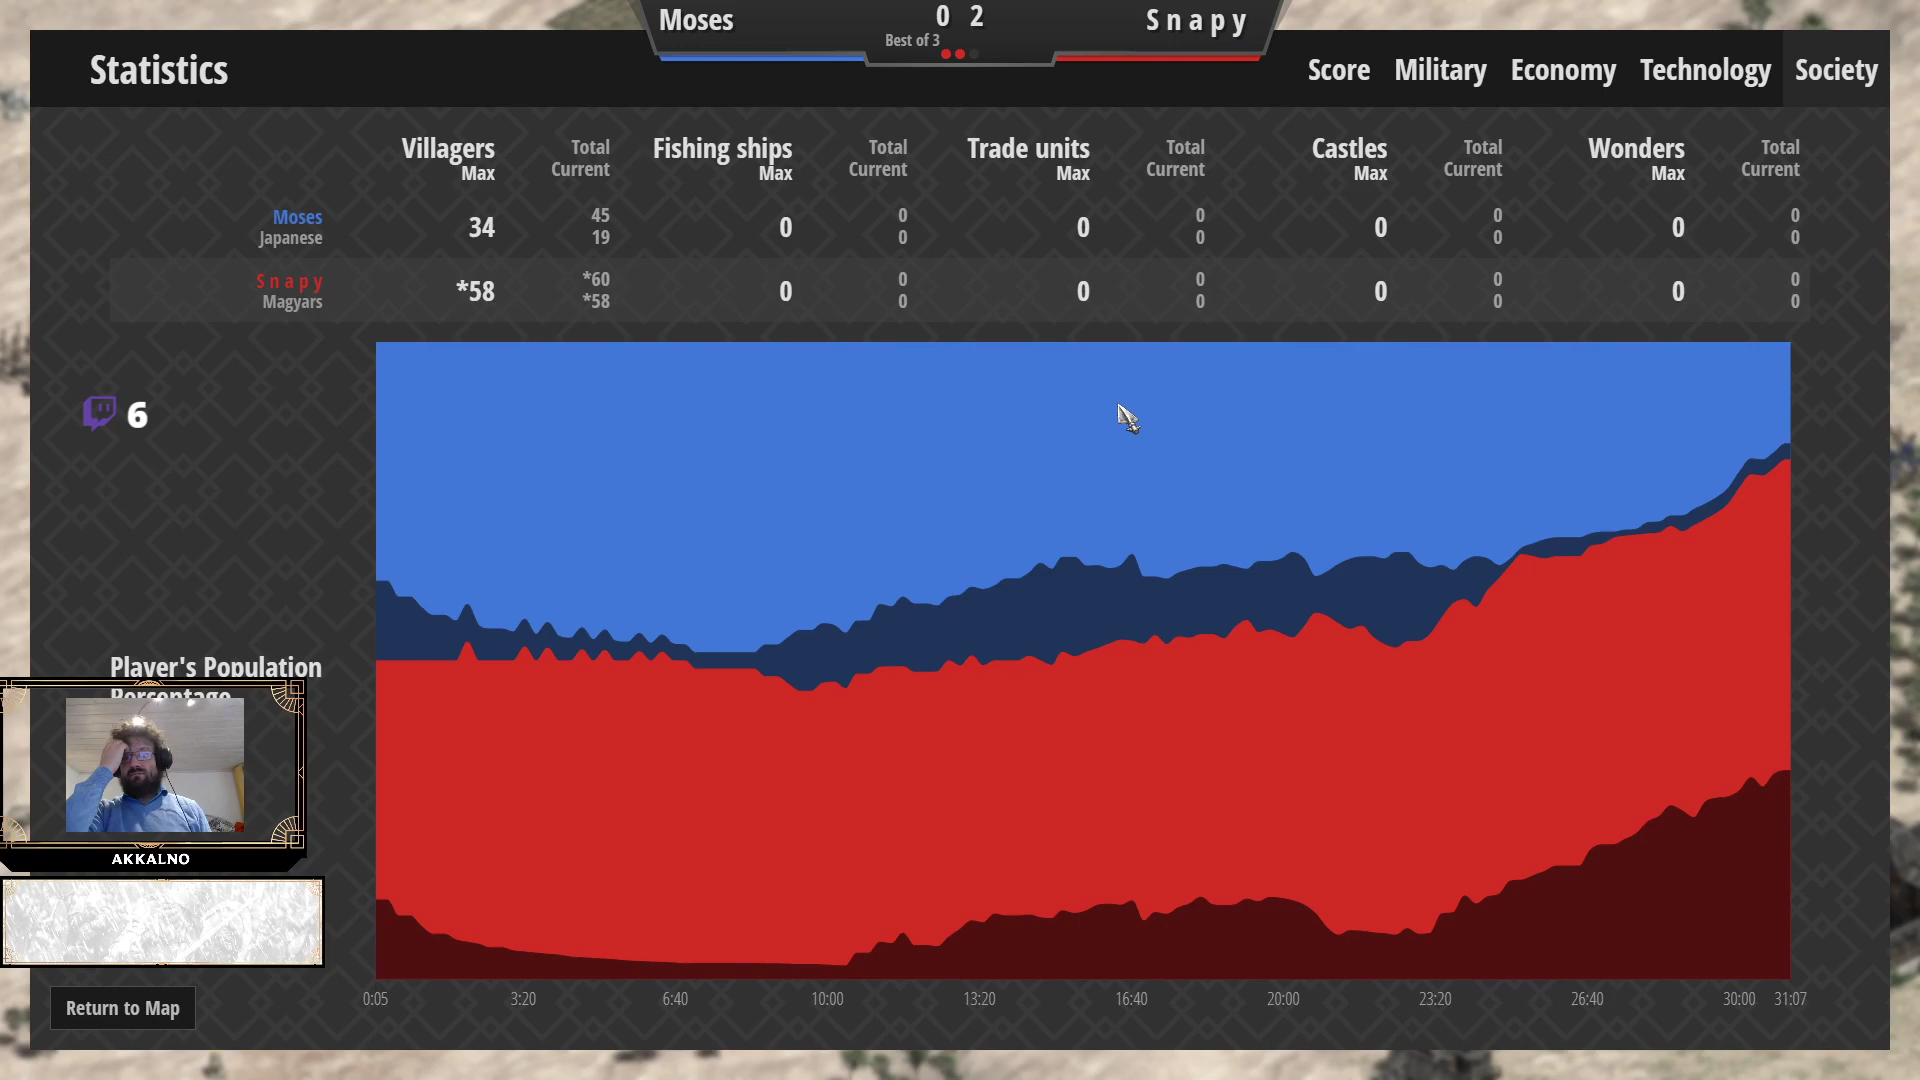 Moses
0 2
S n a p y
Best of 3
Statistics
Score Military Economy Technology Society
Villagers Total Fishing ships Total Trade units Total Castles Total Wonders Total
Max Current Max Current Max Current Max Current Max Current
Moses 34 45 0 0 0 0 0 0 0 0
Japanese 19 0 0 0 0
S n a p y *58 *60 0 0 0 0 0 0 0 0
Magyars *58 0 0 0 0
6
Player's Population
Percentage
AKKALNO
Return to Map
0:05 3:20 6:40 10:00 13:20 16:40 20:00 23:20 26:40 30:00 31:07